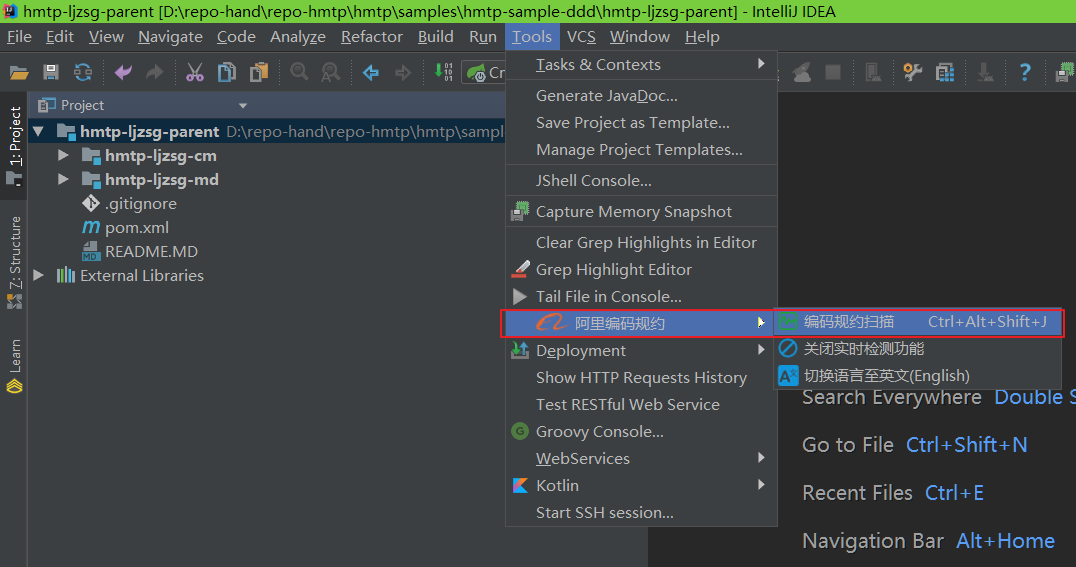 hmtp-ljzsg-parent [D:\repo-hand\repo-hmtp\hmtp\samples\hmtp-sample-ddd\hmtp-ljzsg-parent] - IntelliJ IDEA
File Edit View Navigate Code Analyze Refactor Build Run Tools VCS Window Help
Project
1: Project
hmtp-ljzsg-parent D:\repo-hand\repo-hmtp\hmtp\sampl
hmtp-ljzsg-cm
hmtp-ljzsg-md
.gitignore
pom.xml
README.MD
External Libraries
Z: Structure
Learn
Tasks & Contexts
Generate JavaDoc...
Save Project as Template...
Manage Project Templates...
JShell Console...
Capture Memory Snapshot
Clear Grep Highlights in Editor
Grep Highlight Editor
Tail File in Console...
阿里编码规约
Deployment
Show HTTP Requests History
Test RESTful Web Service
Groovy Console...
WebServices
Kotlin
Start SSH session...
编码规约扫描 Ctrl+Alt+Shift+J
关闭实时检测功能
切换语言至英文(English)
Search Everywhere Double S
Go to File Ctrl+Shift+N
Recent Files Ctrl+E
Navigation Bar Alt+Home